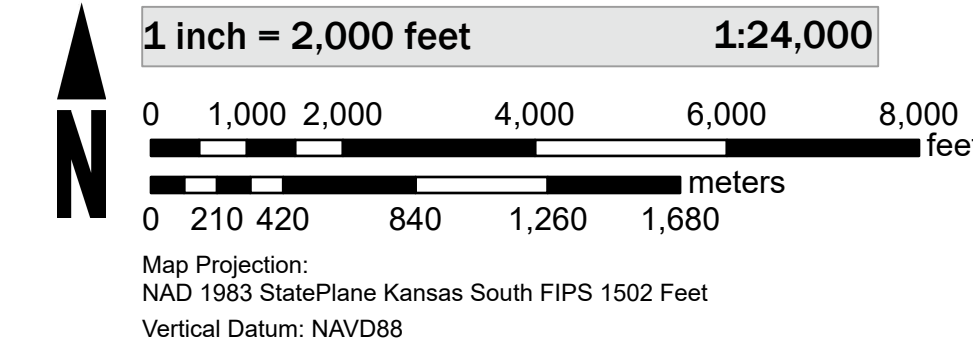 1 inch = 2,000 feet 1:24,000
0 1,000 2,000 4,000 6,000 8,000
feet
meters
0 210 420 840 1,260 1,680
N
Map Projection:
NAD 1983 StatePlane Kansas South FIPS 1502 Feet
Vertical Datum: NAVD88